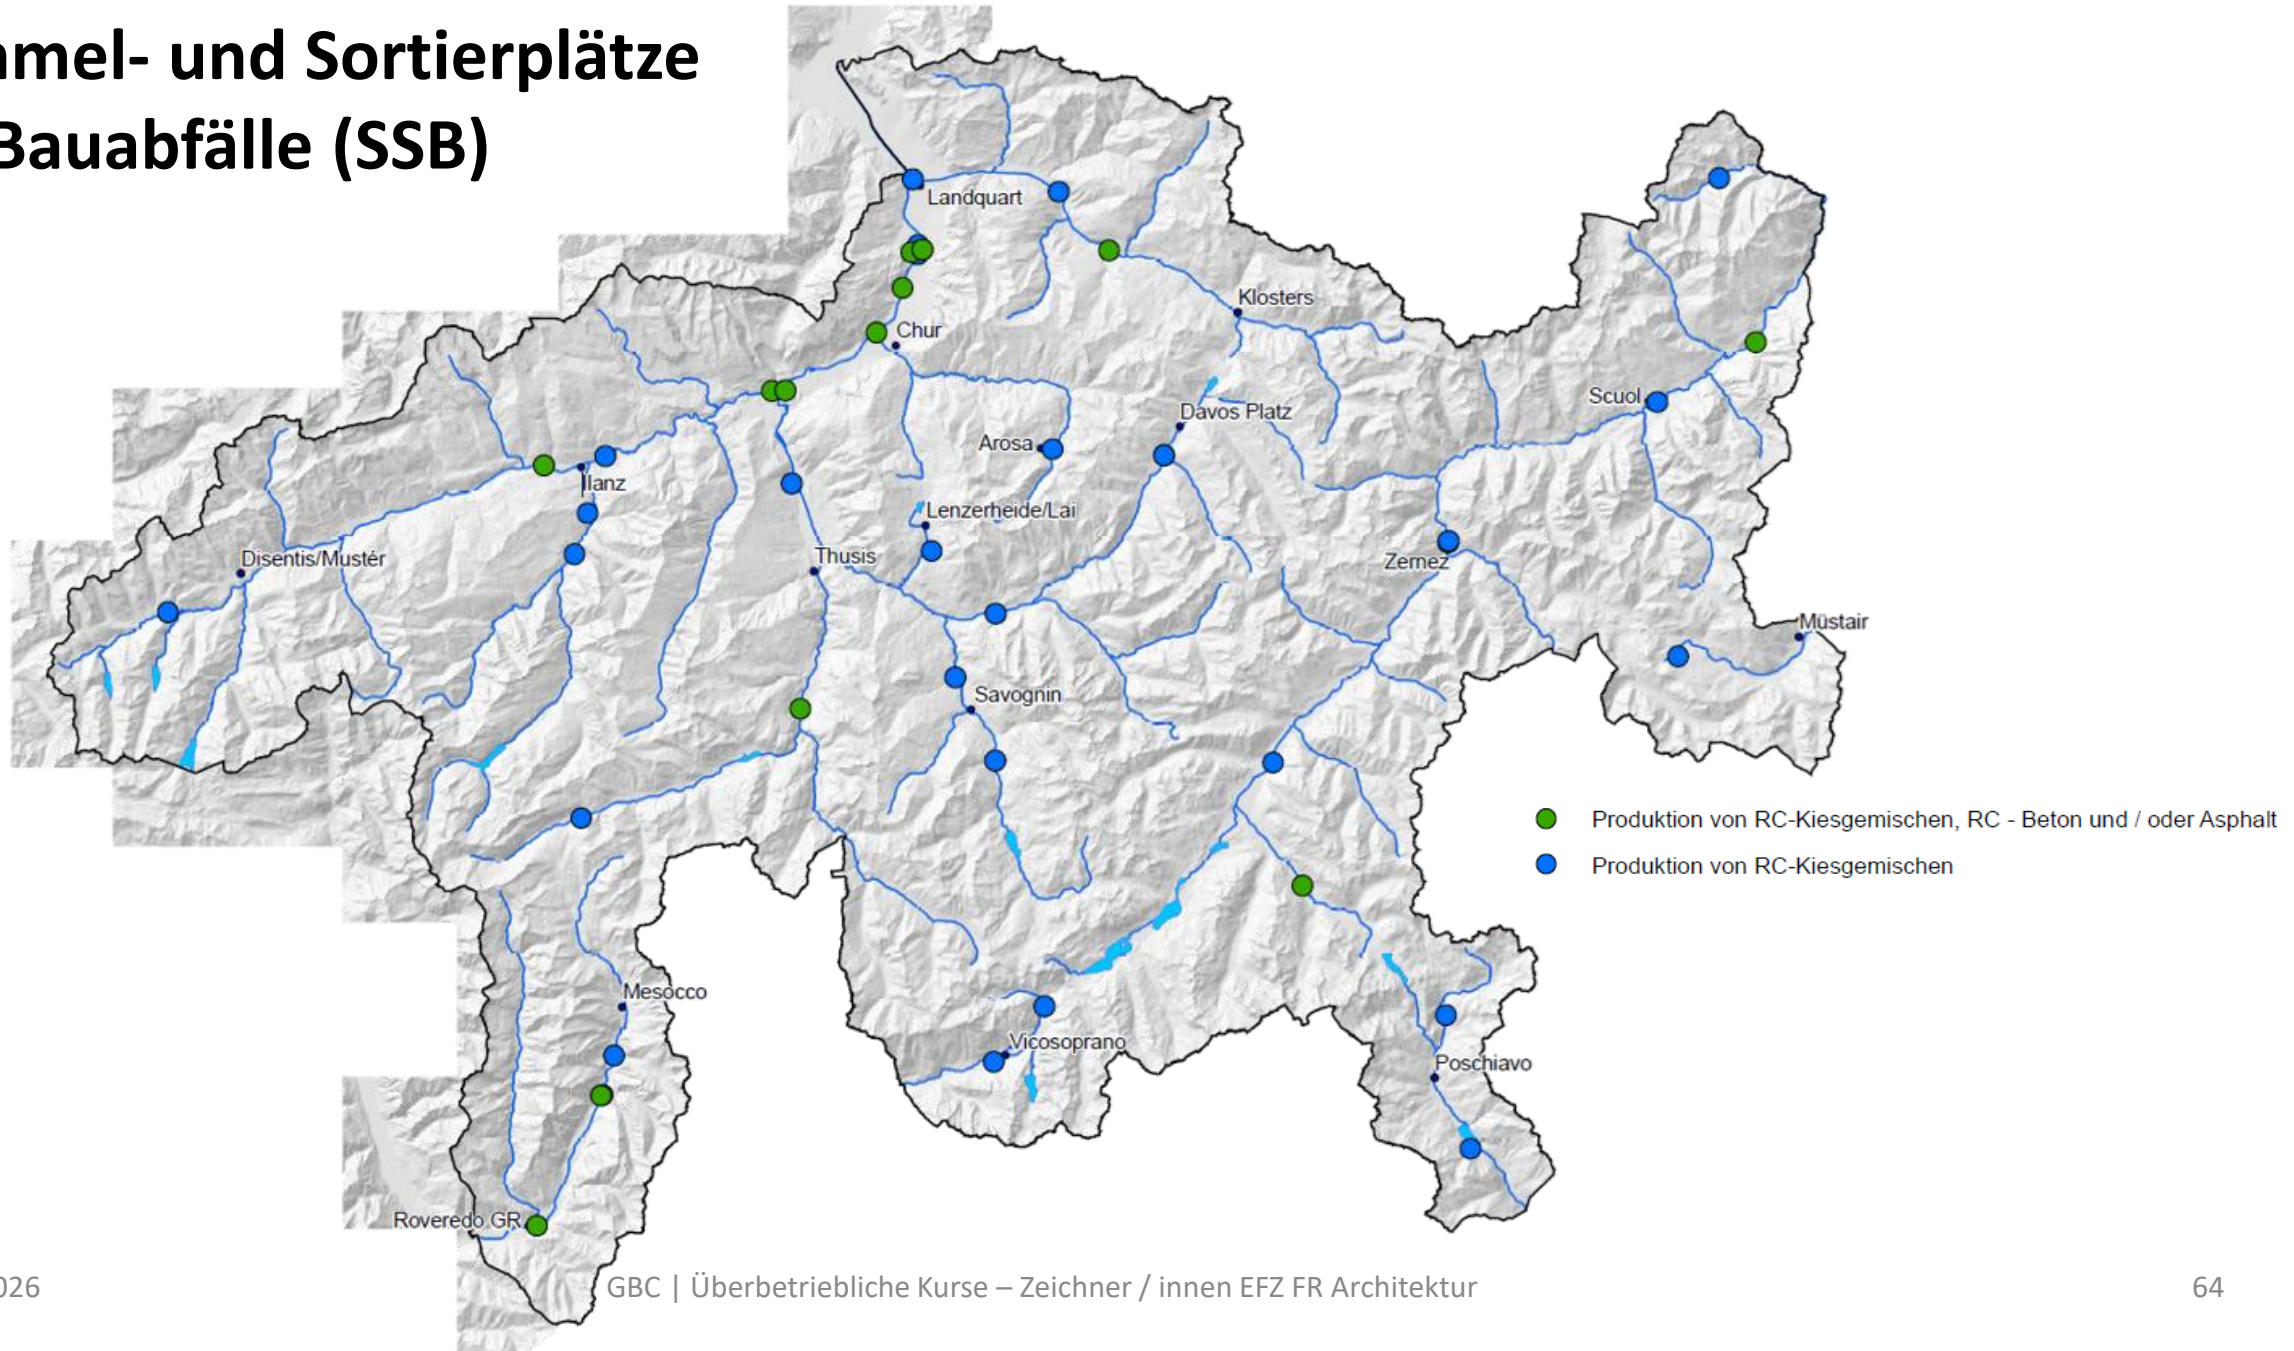 mel- und Sortierplätze
Bauabfälle (SSB)
Landquart
Klosters
Chur
Scuol
Davos Platz
Arosa
Ilanz
Lenzerheide/Lai
Disentis/Mustér
Thusis
Zernez
Müstair
Savognin
Produktion von RC-Kiesgemischen, RC - Beton und / oder Asphalt
Produktion von RC-Kiesgemischen
Mesocco
Vicosoprano
Poschiavo
Roveredo GR
026
GBC | Überbetriebliche Kurse – Zeichner / innen EFZ FR Architektur
64